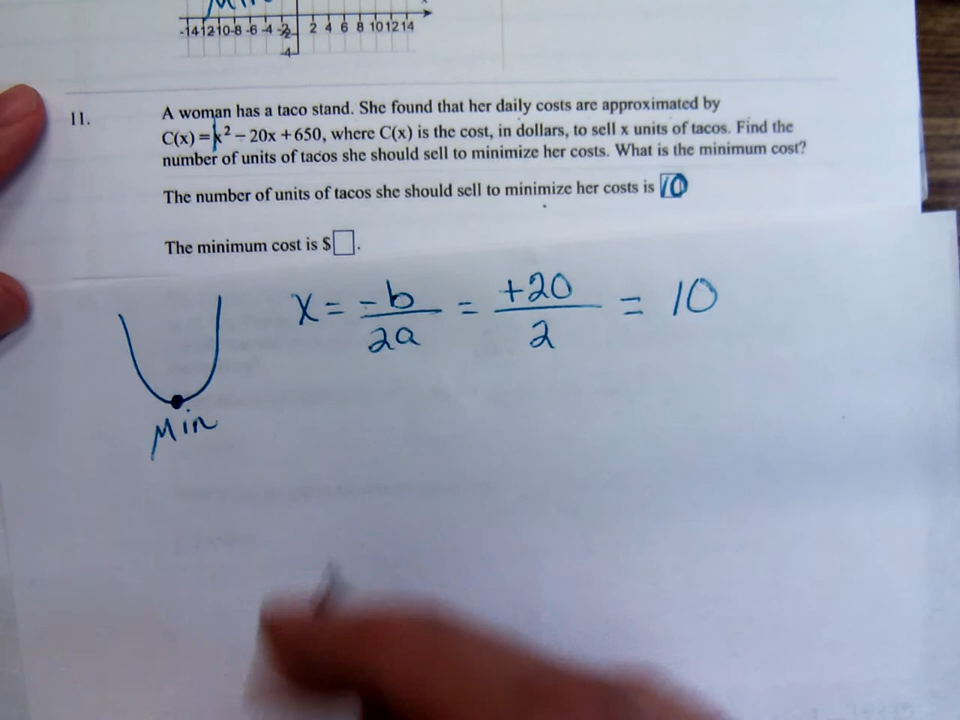 -14 12 10 -8 -6 -4 -2 2 4 6 8 10 12 14
-4
11. A woman has a taco stand. She found that her daily costs are approximated by
C(x) = x² – 20x + 650, where C(x) is the cost, in dollars, to sell x units of tacos. Find the
number of units of tacos she should sell to minimize her costs. What is the minimum cost?
The number of units of tacos she should sell to minimize her costs is 10
The minimum cost is $ .
x = -b/2a = +20/2 = 10
Min